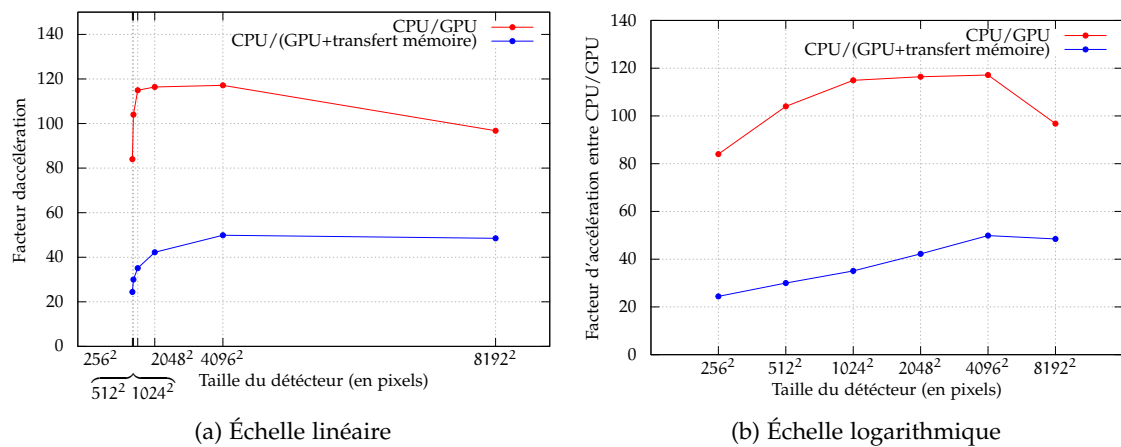 140
120
100
80
60
40
20
0
Facteur daccélération
CPU/GPU
CPU/(GPU+transfert mémoire)
256² 2048² 4096² 8192²
512² 1024²
Taille du détécteur (en pixels)
(a) Échelle linéaire
140
120
100
80
60
40
20
0
Facteur d'accélération entre CPU/GPU
CPU/GPU
CPU/(GPU+transfert mémoire)
256² 512² 1024² 2048² 4096² 8192²
Taille du détécteur (en pixels)
(b) Échelle logarithmique